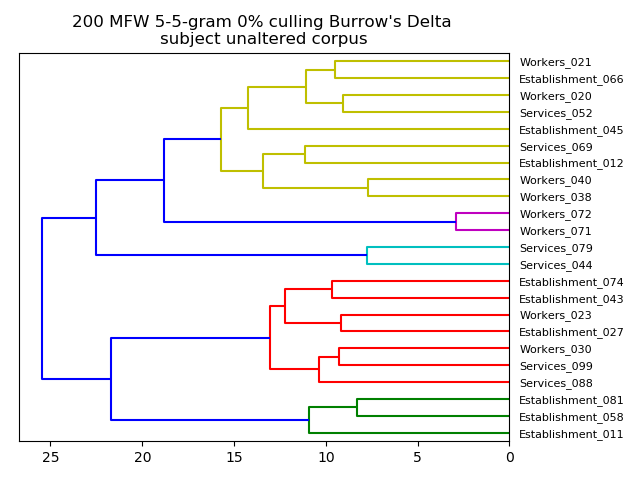 200 MFW 5-5-gram 0% culling Burrow's Delta
subject unaltered corpus
Workers_021
Establishment_066
Workers_020
Services_052
Establishment_045
Services_069
Establishment_012
Workers_040
Workers_038
Workers_072
Workers_071
Services_079
Services_044
Establishment_074
Establishment_043
Workers_023
Establishment_027
Workers_030
Services_099
Services_088
Establishment_081
Establishment_058
Establishment_011
25 20 15 10 5 0